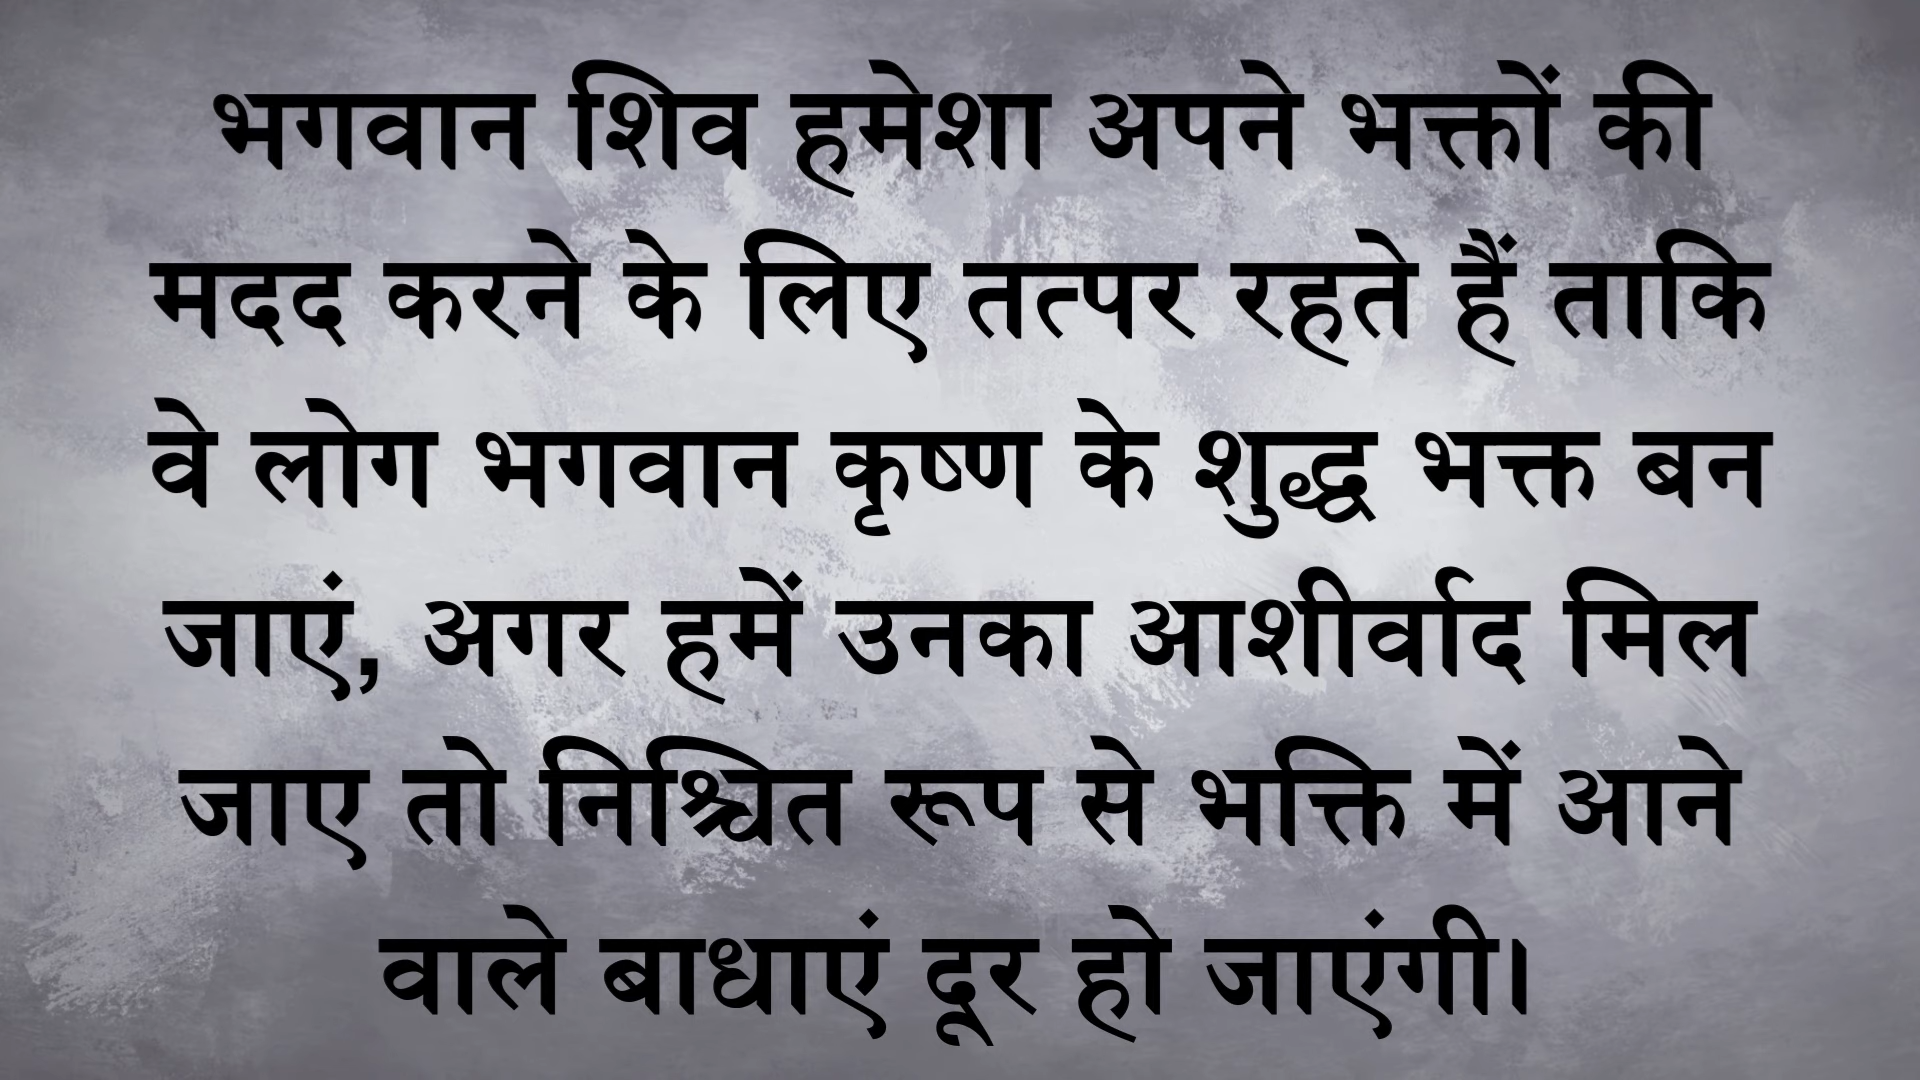 भगवान शिव हमेशा अपने भक्तों की
मदद करने के लिए तत्पर रहते हैं ताकि
वे लोग भगवान कृष्ण के शुद्ध भक्त बन
जाएं, अगर हमें उनका आशीर्वाद मिल
जाए तो निश्चित रूप से भक्ति में आने
वाले बाधाएं दूर हो जाएंगी।